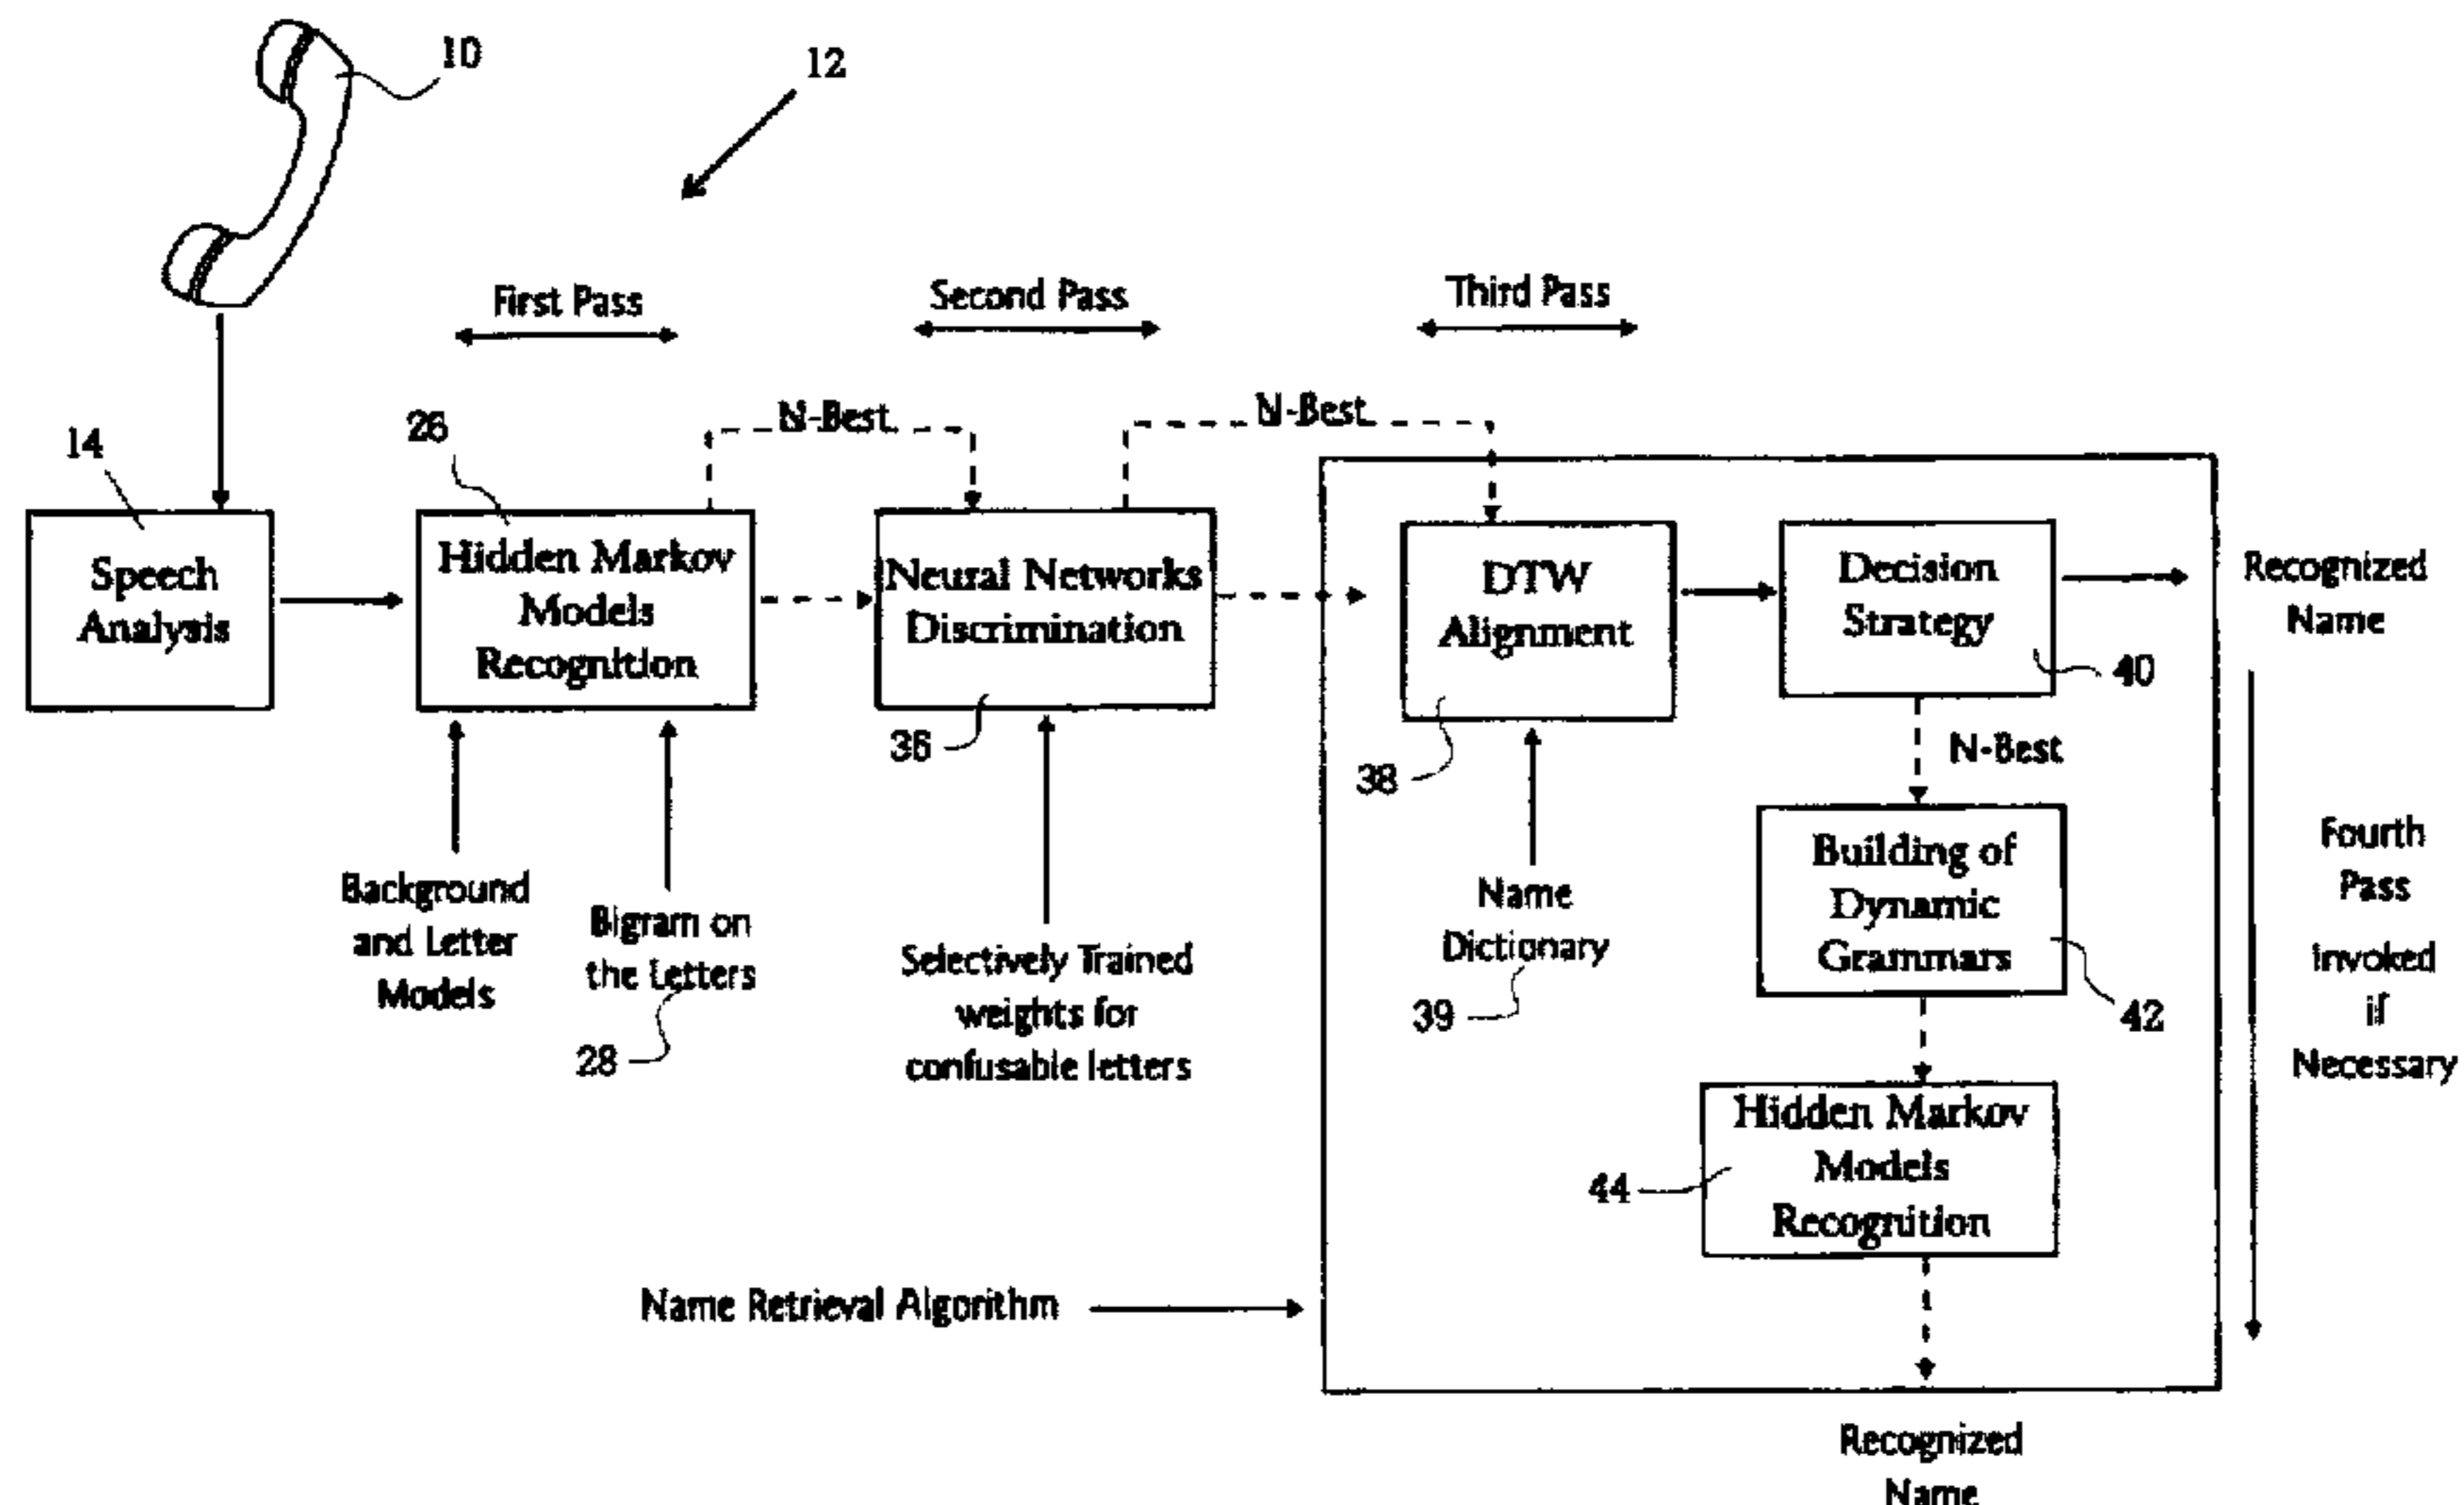 10
12
First Pass
Second Pass
Third Pass
N-Best
N-Best
14
26
Speech
Analysis
Hidden Markov
Models
Recognition
Neural Networks
Discrimination
36
DTW
Alignment
38
Decision
Strategy
40
Recognized
Name
N-Best
Background
and Letter
Models
Bigram on
the Letters
28
Selectively Trained
weights for
confusable letters
Name
Dictionary
39
Building of
Dynamic
Grammars
42
Fourth
Pass
invoked
if
Necessary
Hidden Markov
Models
Recognition
44
Name Retrieval Algorithm
Recognized
Name